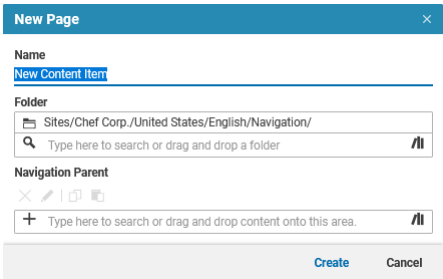 New Page
Name
New Content Item
Folder
Sites/Chef Corp./United States/English/Navigation/
Type here to search or drag and drop a folder
Navigation Parent
Type here to search or drag and drop content onto this area.
Create Cancel